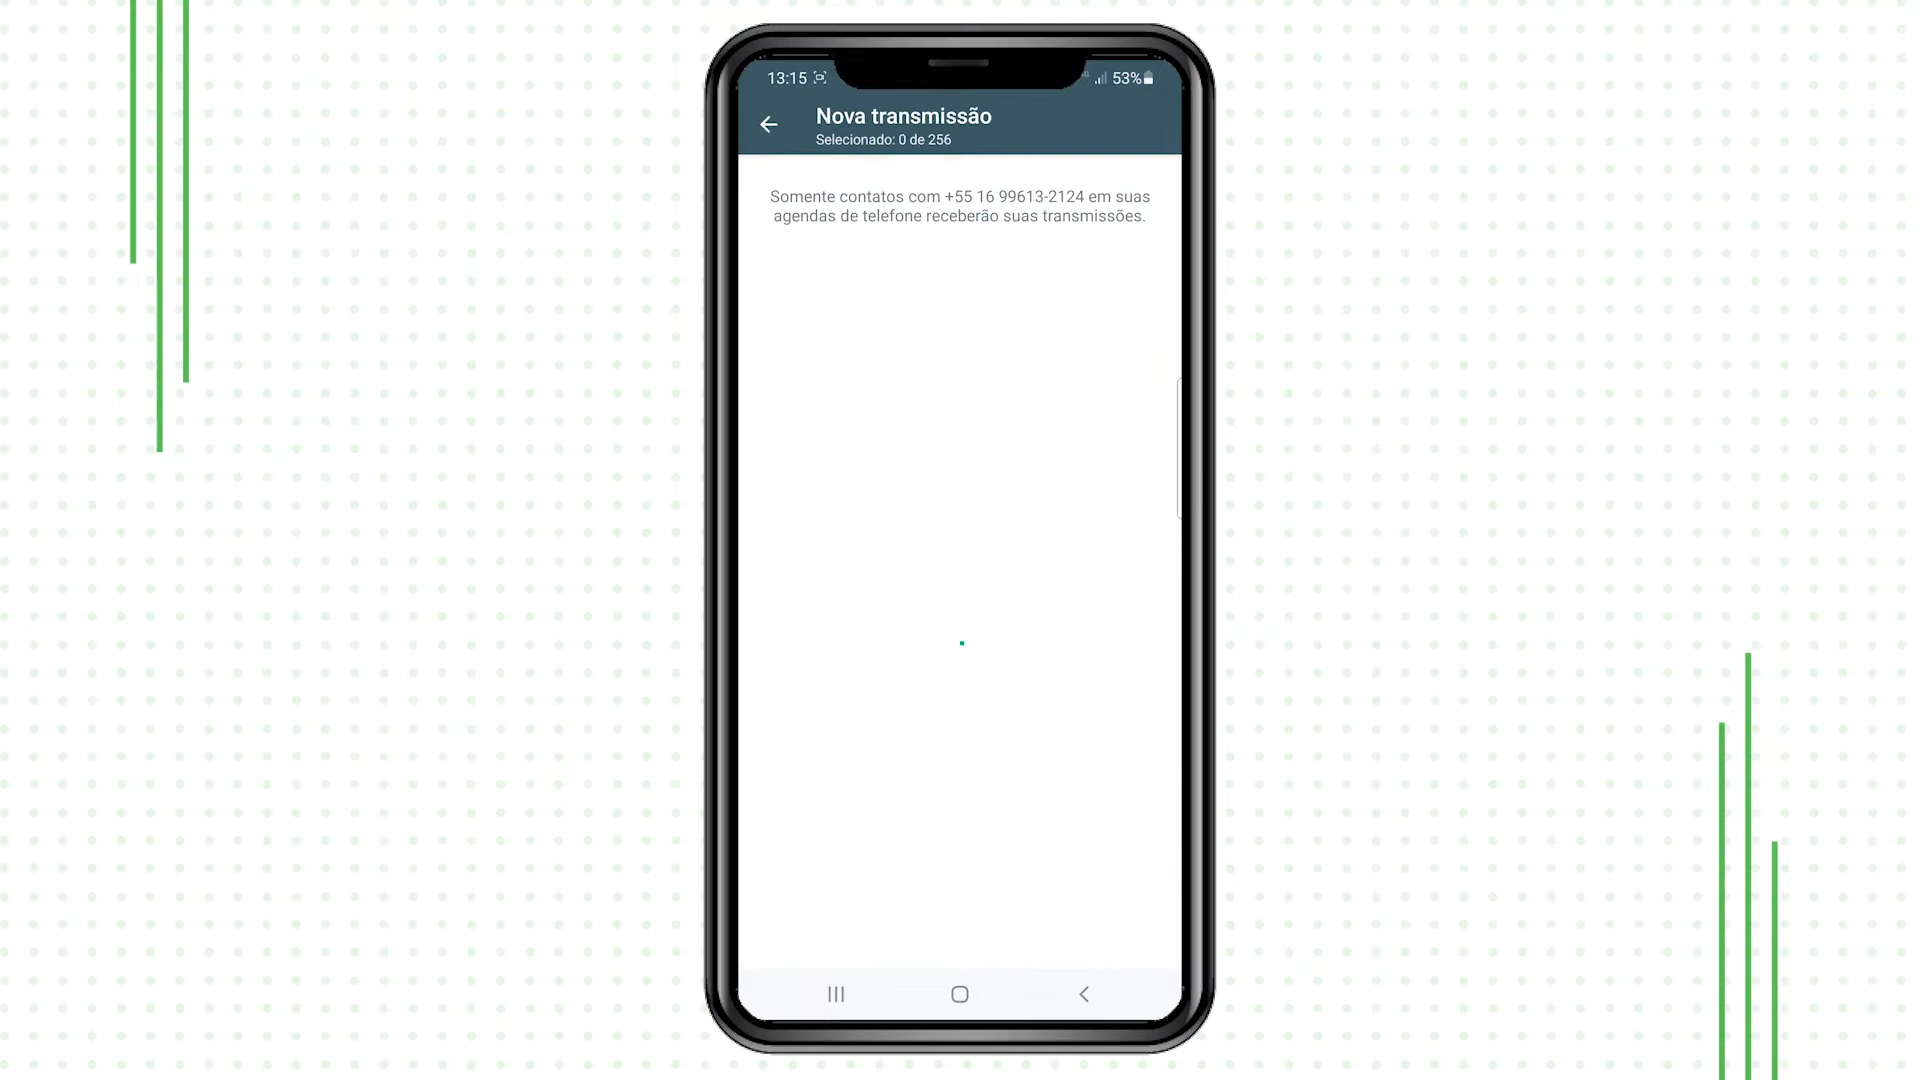 13:15
53%
Nova transmissão
Selecionado: 0 de 256
Somente contatos com +55 16 99613-2124 em suas
agendas de telefone receberão suas transmissões.